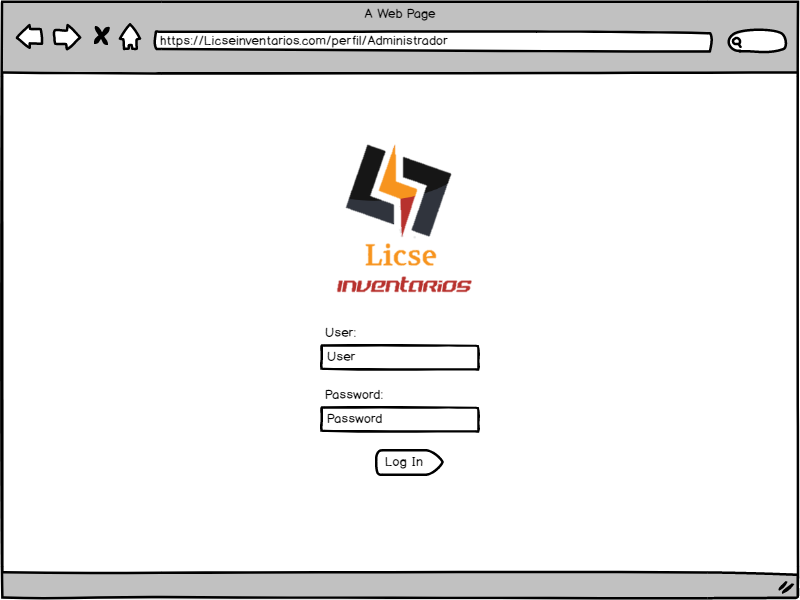 A Web Page
https://Licseinventarios.com/perfil/Administrador
Licse
inventarios
User:
User
Password:
Password
Log In